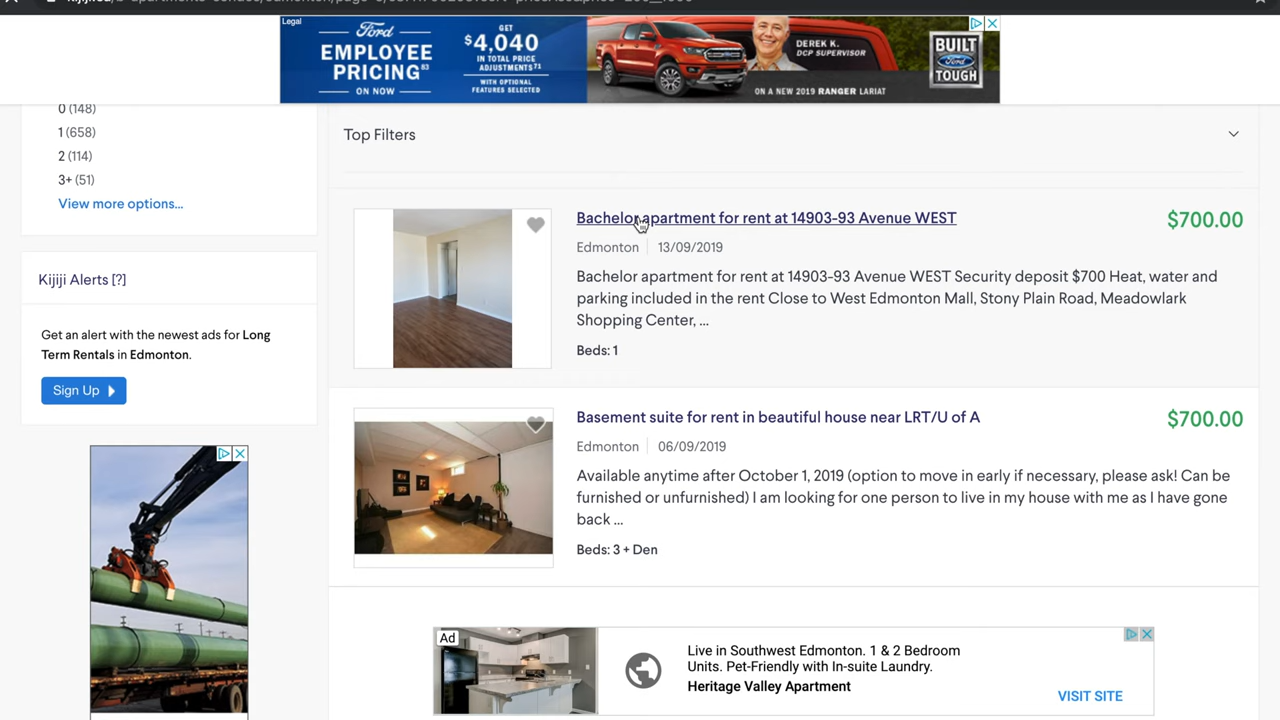 Legal
Ford
EMPLOYEE
PRICING 83
ON NOW
GET
$4,040
IN TOTAL PRICE
ADJUSTMENTS 71
WITH OPTIONAL
FEATURES SELECTED
DEREK K.
DCP SUPERVISOR
ON A NEW 2019 RANGER LARIAT
BUILT
Ford
TOUGH
0 (148)
1 (658)
2 (114)
3+ (51)
View more options...
Kijiji Alerts [?]
Get an alert with the newest ads for Long
Term Rentals in Edmonton.
Sign Up
Top Filters
Bachelor apartment for rent at 14903-93 Avenue WEST
$700.00
Edmonton
13/09/2019
Bachelor apartment for rent at 14903-93 Avenue WEST Security deposit $700 Heat, water and
parking included in the rent Close to West Edmonton Mall, Stony Plain Road, Meadowlark
Shopping Center, ...
Beds: 1
Basement suite for rent in beautiful house near LRT/U of A
$700.00
Edmonton
06/09/2019
Available anytime after October 1, 2019 (option to move in early if necessary, please ask! Can be
furnished or unfurnished) I am looking for one person to live in my house with me as I have gone
back ...
Beds: 3 + Den
Ad
Live in Southwest Edmonton. 1 & 2 Bedroom
Units. Pet-Friendly with In-suite Laundry.
Heritage Valley Apartment
VISIT SITE